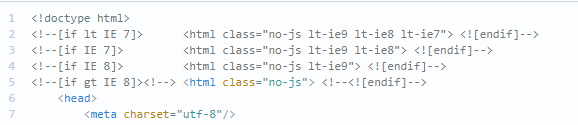 1 <!doctype html>
2 <!--[if lt IE 7]>      <html class="no-js lt-ie9 lt-ie8 lt-ie7"> <![endif]-->
3 <!--[if IE 7]>         <html class="no-js lt-ie9 lt-ie8"> <![endif]-->
4 <!--[if IE 8]>         <html class="no-js lt-ie9"> <![endif]-->
5 <!--[if gt IE 8]><!--> <html class="no-js"> <!--<![endif]-->
6     <head>
7         <meta charset="utf-8"/>